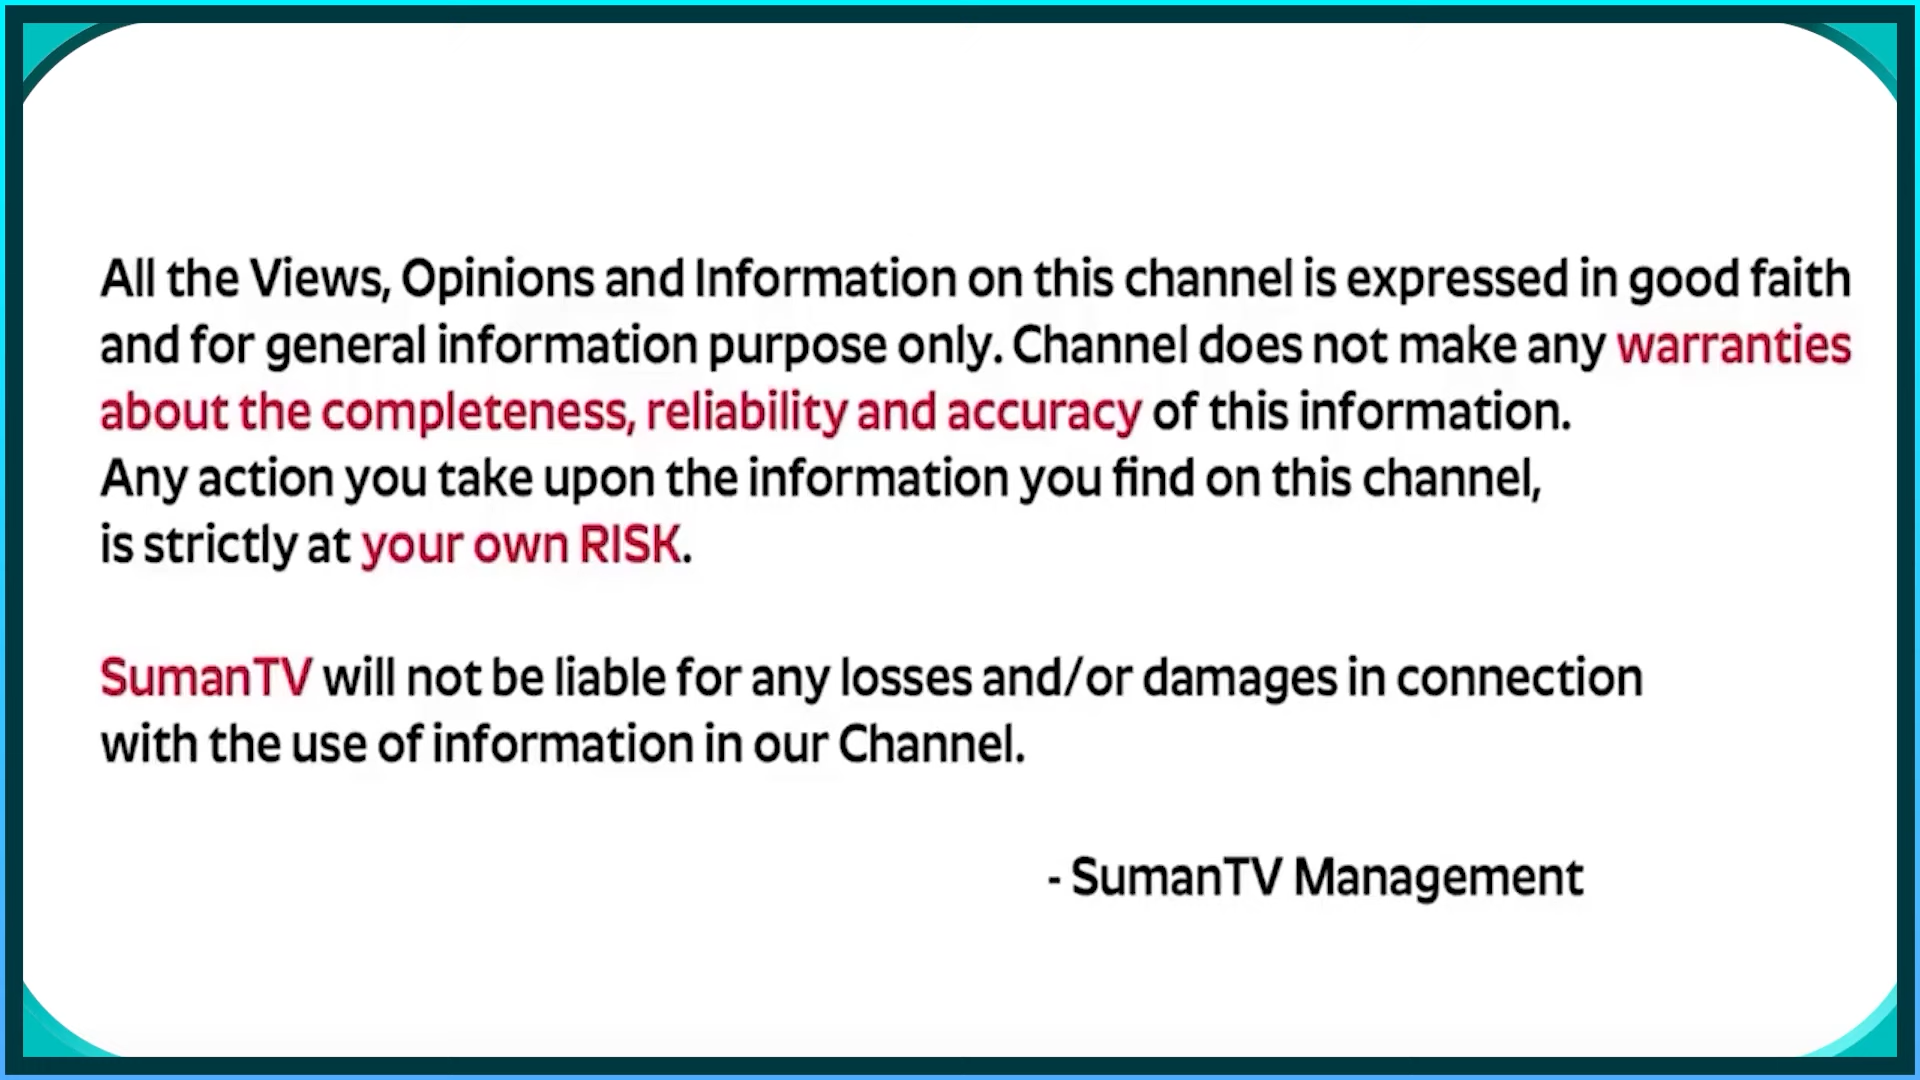 All the Views, Opinions and Information on this channel is expressed in good faith
and for general information purpose only. Channel does not make any warranties
about the completeness, reliability and accuracy of this information.
Any action you take upon the information you find on this channel,
is strictly at your own RISK.
SumanTV will not be liable for any losses and/or damages in connection
with the use of information in our Channel.
- SumanTV Management